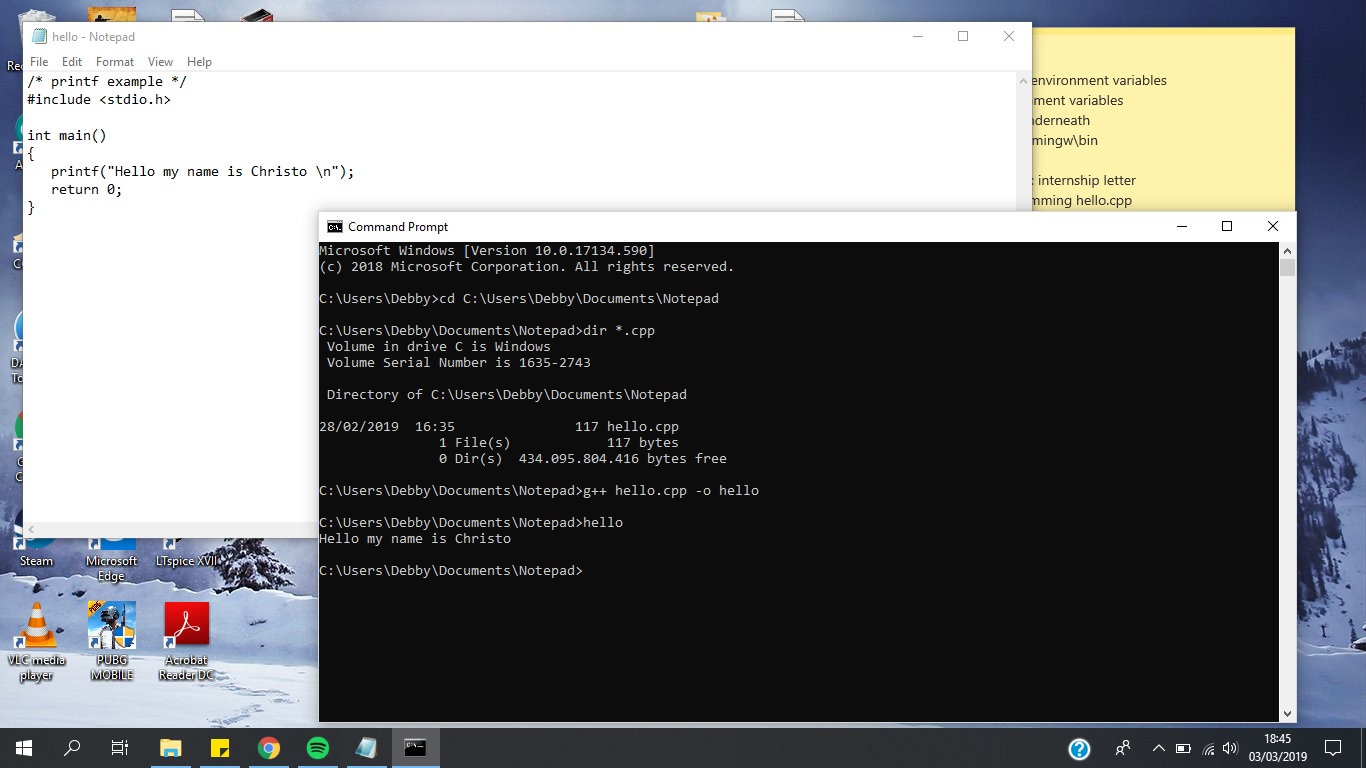 hello - Notepad
File Edit Format View Help
/* printf example */
#include <stdio.h>
int main()
{
printf("Hello my name is Christo \n");
return 0;
}
environment variables
variables
mingw\bin
internship letter
hello.cpp
Command Prompt
Microsoft Windows [Version 10.0.17134.590]
(c) 2018 Microsoft Corporation. All rights reserved.
C:\Users\Debby>cd C:\Users\Debby\Documents\Notepad
C:\Users\Debby\Documents\Notepad>dir *.cpp
Volume in drive C is Windows
Volume Serial Number is 1635-2743
Directory of C:\Users\Debby\Documents\Notepad
28/02/2019 16:35 117 hello.cpp
1 File(s) 117 bytes
0 Dir(s) 434.095.804.416 bytes free
C:\Users\Debby\Documents\Notepad>g++ hello.cpp -o hello
C:\Users\Debby\Documents\Notepad>hello
Hello my name is Christo
C:\Users\Debby\Documents\Notepad>
Steam
Microsoft Edge
LTspice XVII
VLC media player
PUBG MOBILE
Acrobat Reader DC
18:45
03/03/2019